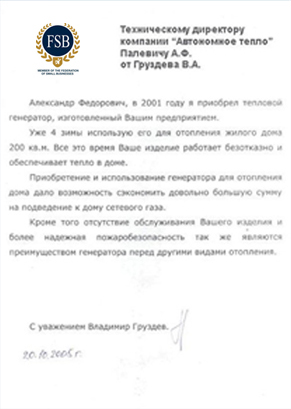 FSB
MEMBER OF THE FEDERATION
OF SMALL BUSINESSES
Техническому директору
компании “Автономное тепло”
Палевичу А.Ф.
от Груздева В.А.
Александр Федорович, в 2001 году я приобрел тепловой
генератор, изготовленный Вашим предприятием.
Уже 4 зимы использую его для отопления жилого дома
200 кв.м. Все это время Ваше изделие работает безотказно и
обеспечивает тепло в доме.
Приобретение и использование генератора для отопления
дома дало возможность сэкономить довольно большую сумму
на подведение к дому сетевого газа.
Кроме того отсутствие обслуживания Вашего изделия и
более надежная пожаробезопасность так же являются
преимуществом генератора перед другими видами отопления.
С уважением Владимир Груздев.
20.10.2005г.